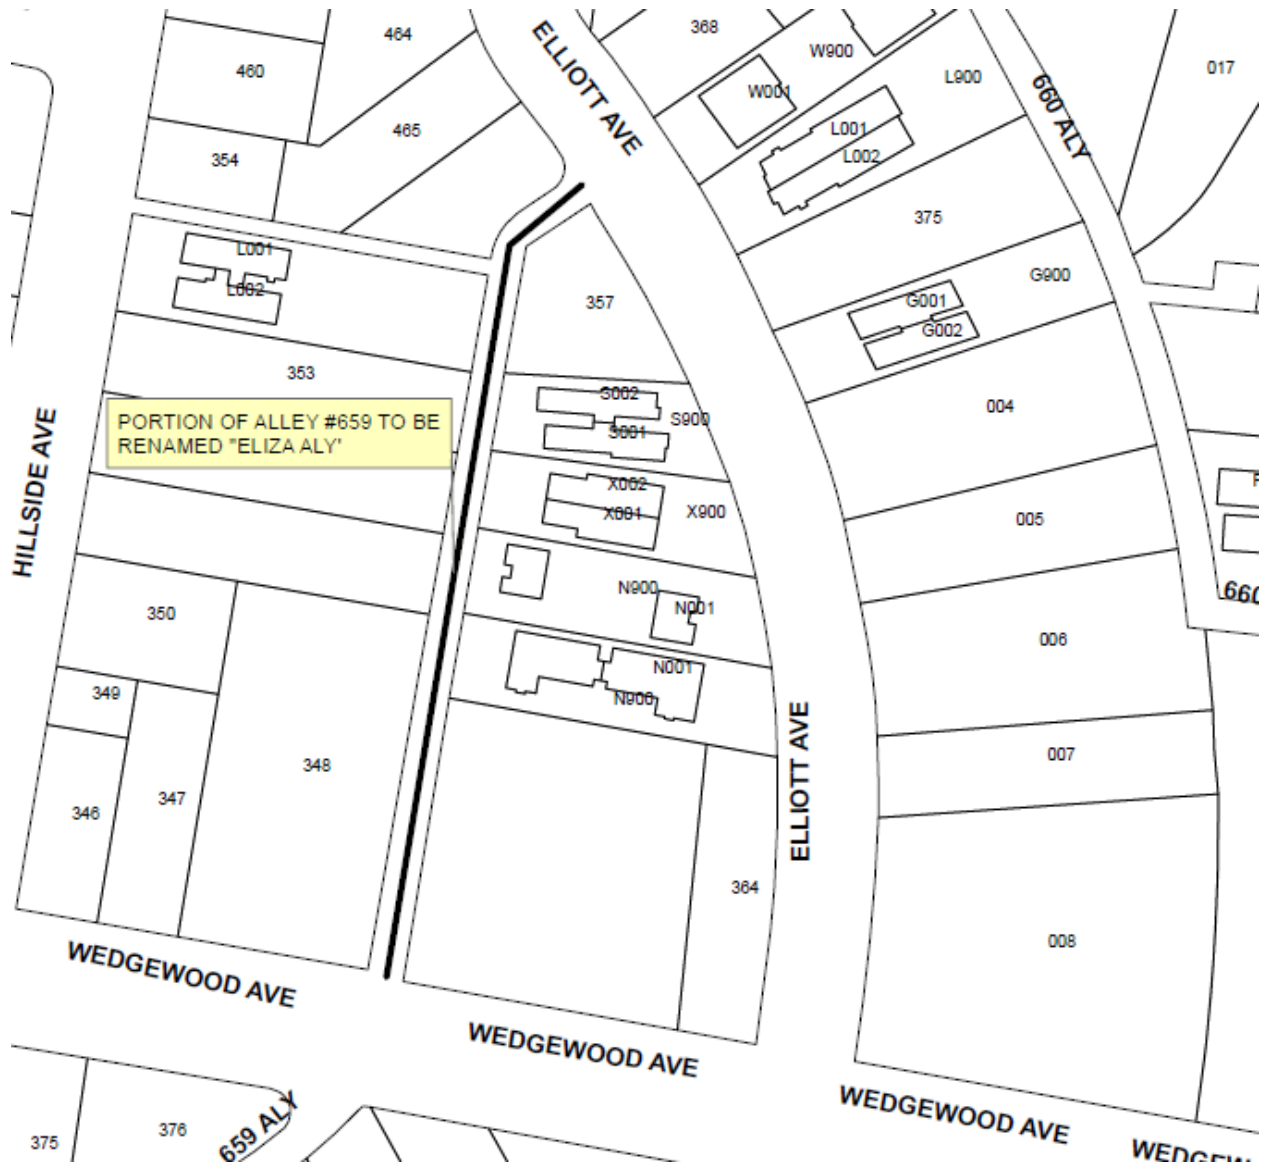 368
464
W900
460
ELLIOTT AVE
017
L900
W001
660 ALY
465
L001
354
L002
375
L001
G900
L002
357
G001
G002
353
S002
004
PORTION OF ALLEY #659 TO BE
RENAMED "ELIZA ALY'
S900
S001
HILLSIDE AVE
X002
X001
X900
005
N900
660
350
N001
006
349
N001
N906
007
348
ELLIOTT AVE
347
346
364
008
WEDGEWOOD AVE
WEDGEWOOD AVE
659 ALY
WEDGEWOOD AVE
375
376
WEDGEW